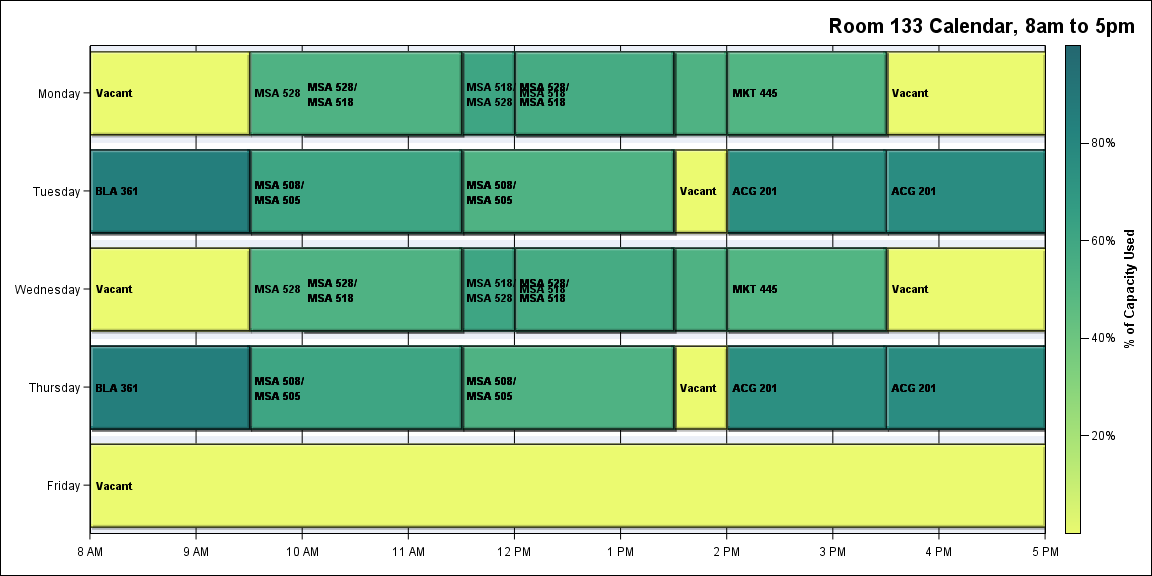 Room 133 Calendar, 8am to 5pm
Monday
Vacant
MSA 528
MSA 528/
MSA 518
MSA 518/
MSA 528
MSA 528/
MSA 518
MSA 518
MKT 445
Vacant
Tuesday
BLA 361
MSA 508/
MSA 505
MSA 508/
MSA 505
Vacant
ACG 201
ACG 201
Wednesday
Vacant
MSA 528
MSA 528/
MSA 518
MSA 518/
MSA 528
MSA 528/
MSA 518
MSA 518
MKT 445
Vacant
Thursday
BLA 361
MSA 508/
MSA 505
MSA 508/
MSA 505
Vacant
ACG 201
ACG 201
Friday
Vacant
8 AM
9 AM
10 AM
11 AM
12 PM
1 PM
2 PM
3 PM
4 PM
5 PM
80%
60%
40%
20%
% of Capacity Used